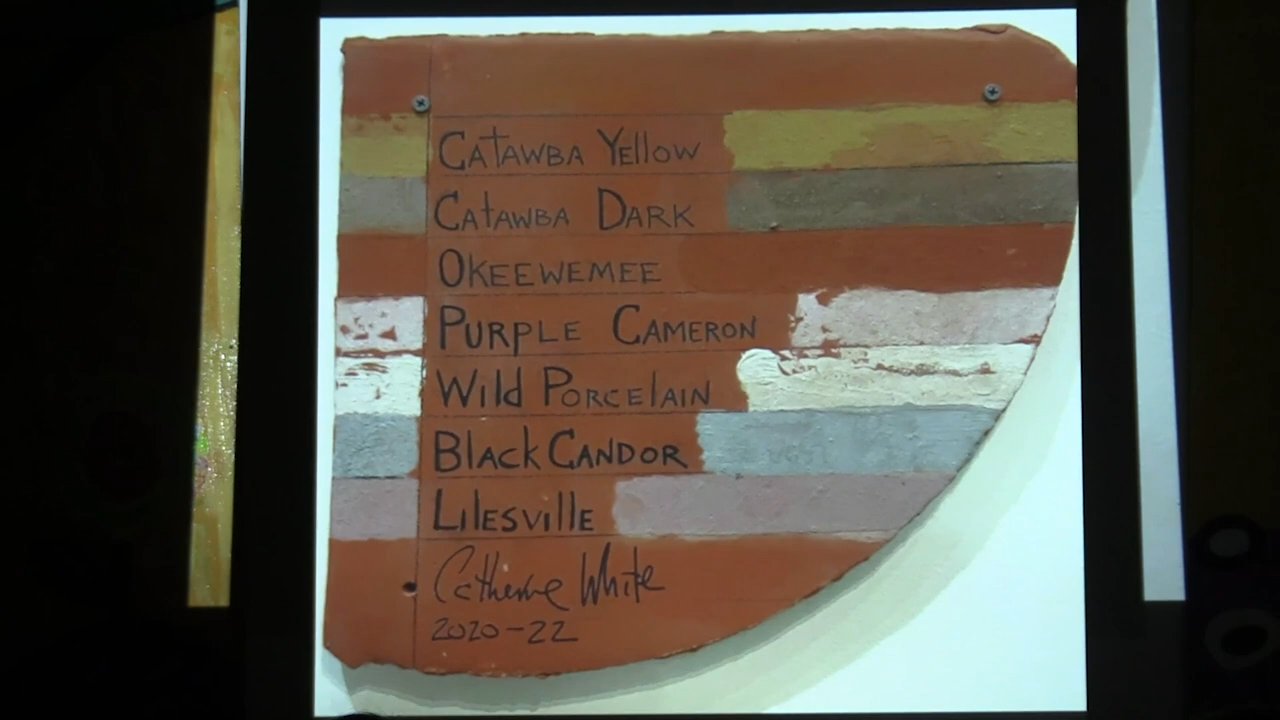 Catawba Yellow
Catawba Dark
Okeewemee
Purple Cameron
Wild Porcelain
Black Candor
Lilesville
Catherine White
2020-22